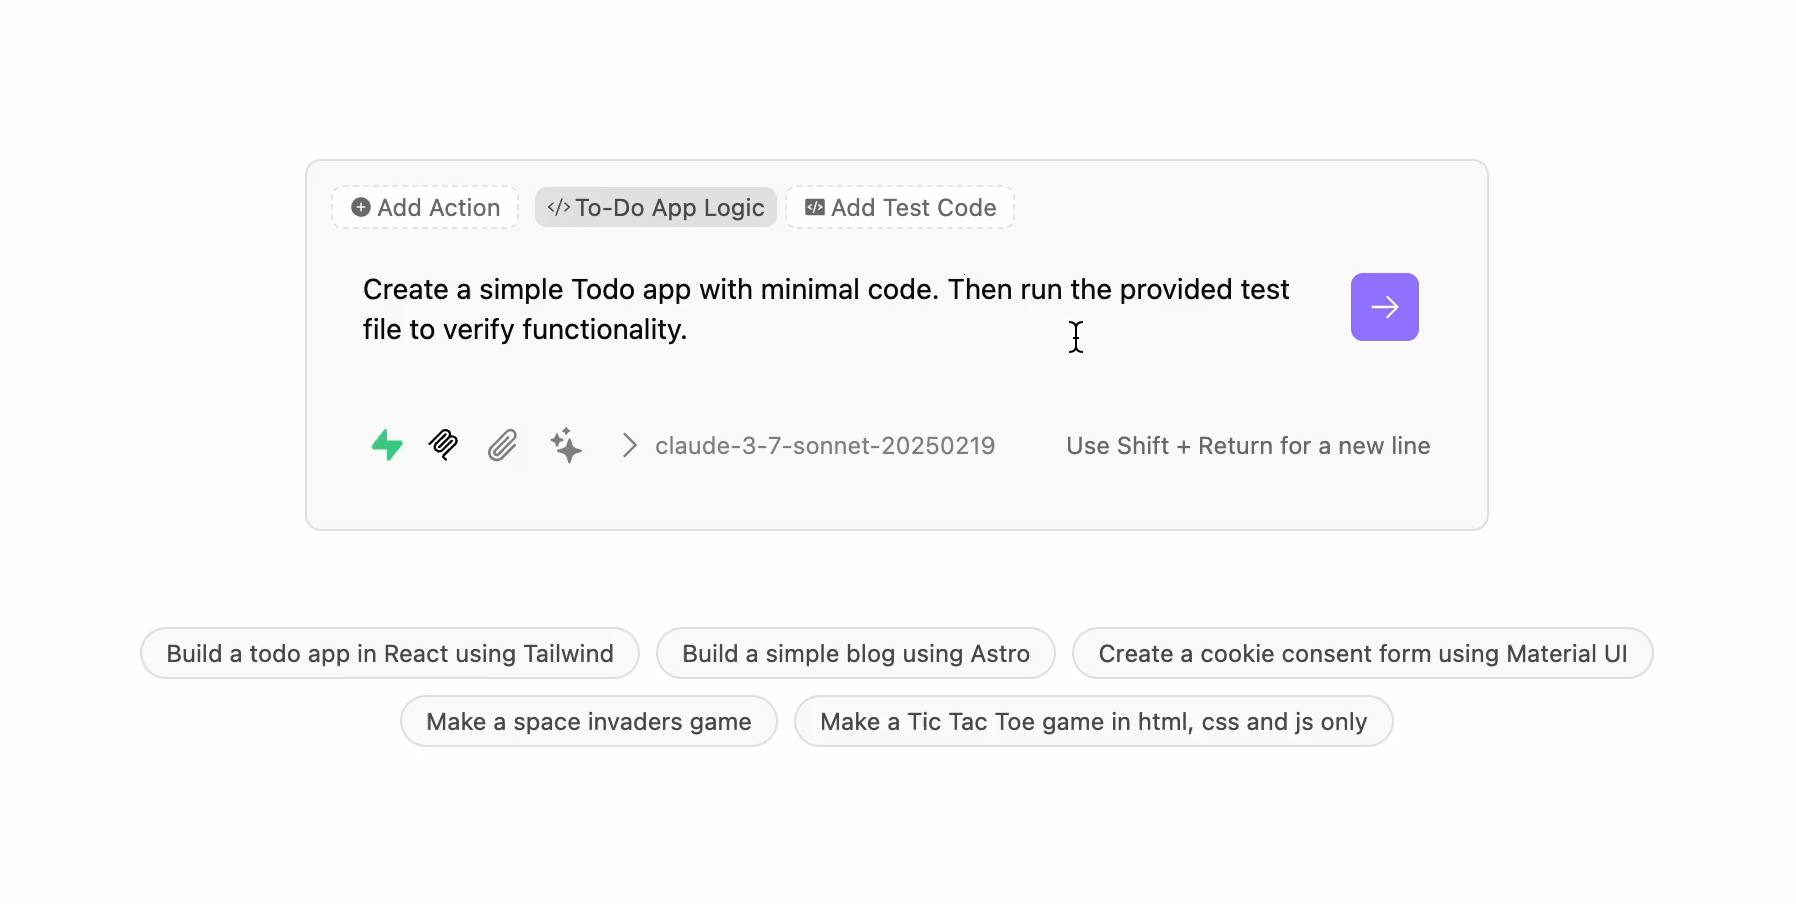 Add Action
</> To-Do App Logic
Add Test Code
Create a simple Todo app with minimal code. Then run the provided test
file to verify functionality.
claude-3-7-sonnet-20250219
Use Shift + Return for a new line
Build a todo app in React using Tailwind
Build a simple blog using Astro
Create a cookie consent form using Material UI
Make a space invaders game
Make a Tic Tac Toe game in html, css and js only